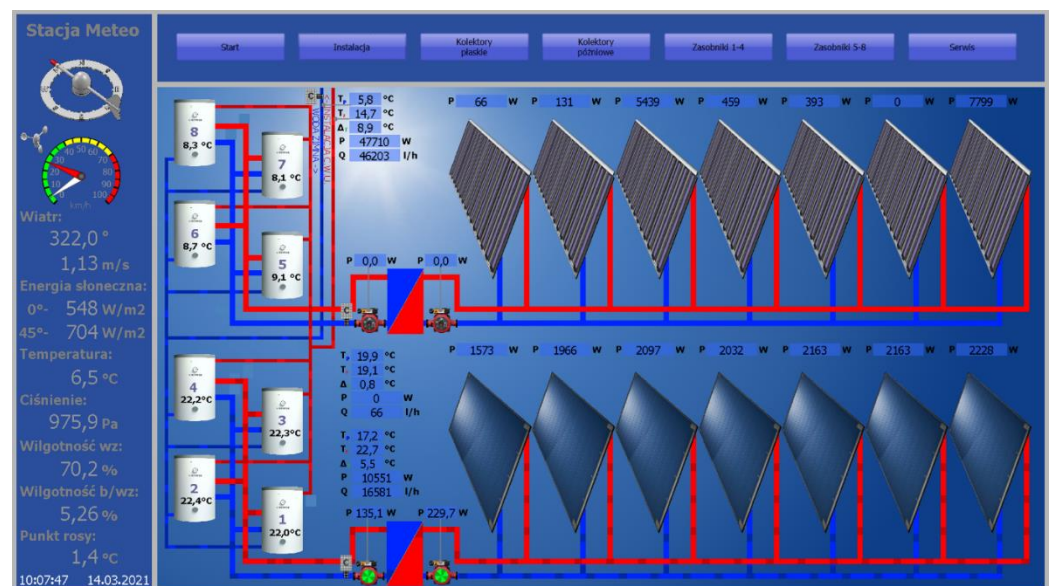 Stacja Meteo
Start
Instalacja
Kolektory
płaskie
Kolektory
próżniowe
Zasobniki 1-4
Zasobniki 5-8
Serwis
Wiatr:
322,0 °
1,13 m/s
Energia słoneczna:
0°- 548 W/m2
45°- 704 W/m2
Temperatura:
6,5 °C
Ciśnienie:
975,9 Pa
Wilgotność wz:
70,2 %
Wilgotność b/wz:
5,26 %
Punkt rosy:
1,4 °C
10:07:47 14.03.2021
km/h
8
8,3 °C
7
8,1 °C
6
8,7 °C
5
9,1 °C
4
22,2°C
3
22,3°C
2
22,4°C
1
22,0°C
C
5,8 °C
14,7 °C
Δ 8,9 °C
P 47710 W
Q 46203 l/h
P 66 W P 131 W P 5439 W P 459 W P 393 W P 0 W P 7799 W
P 0,0 W P 0,0 W
C
19,9 °C
19,1 °C
Δ 0,8 °C
P 0 W
Q 66 l/h
17,2 °C
22,7 °C
Δ 5,5 °C
P 10551 W
Q 16581 l/h
P 1573 W P 1966 W P 2097 W P 2032 W P 2163 W P 2163 W P 2228 W
P 135,1 W P 229,7 W
C